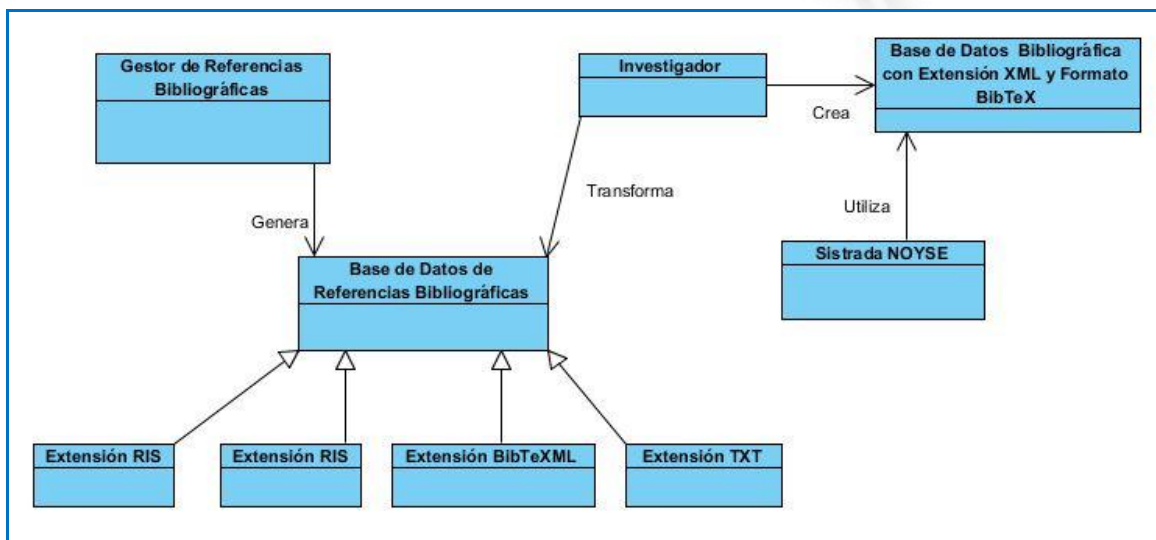 Gestor de Referencias
Bibliográficas
Investigador
Base de Datos Bibliográfica
con Extensión XML y Formato
BibTeX
Crea
Transforma
Utiliza
Genera
Sistrada NOYSE
Base de Datos de
Referencias Bibliográficas
Extensión RIS
Extensión RIS
Extensión BibTeXML
Extensión TXT